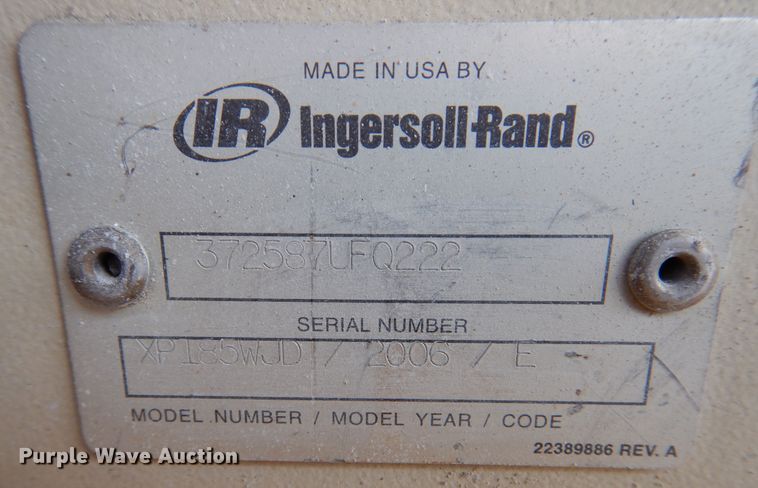 MADE IN USA BY
IR Ingersoll-Rand®
372587UFQ222
SERIAL NUMBER
XP185WJD / 2006 / E
MODEL NUMBER / MODEL YEAR / CODE
22389886 REV. A
Purple Wave Auction